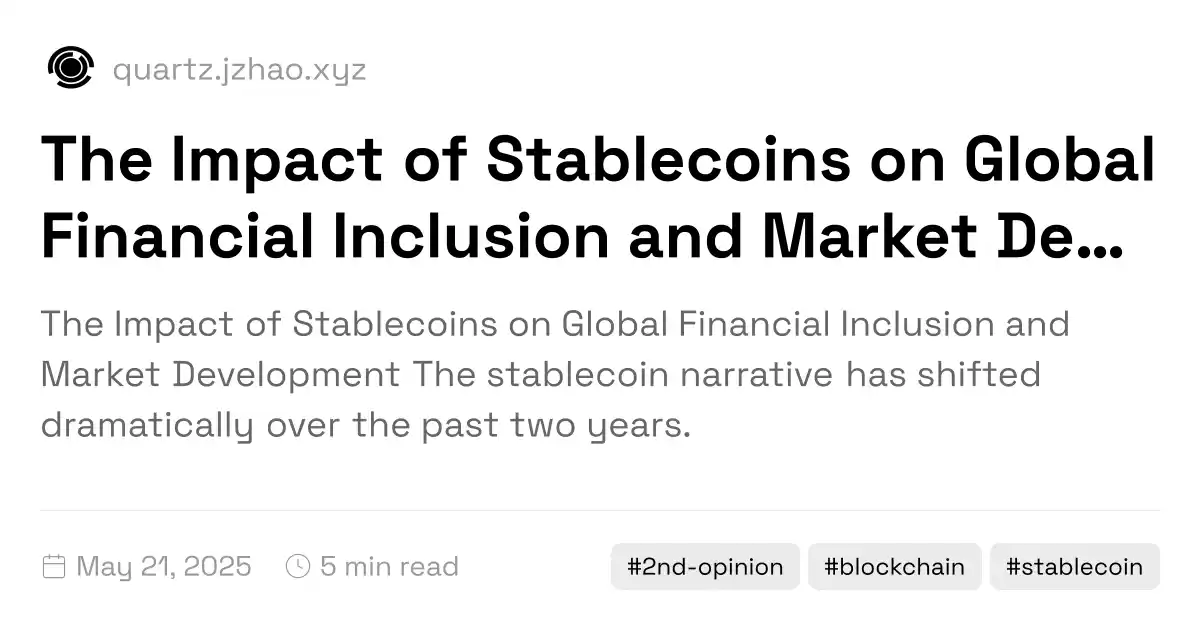 quartz.jzhao.xyz
The Impact of Stablecoins on Global
Financial Inclusion and Market De...
The Impact of Stablecoins on Global Financial Inclusion and
Market Development The stablecoin narrative has shifted
dramatically over the past two years.
May 21, 2025 5 min read #2nd-opinion #blockchain #stablecoin